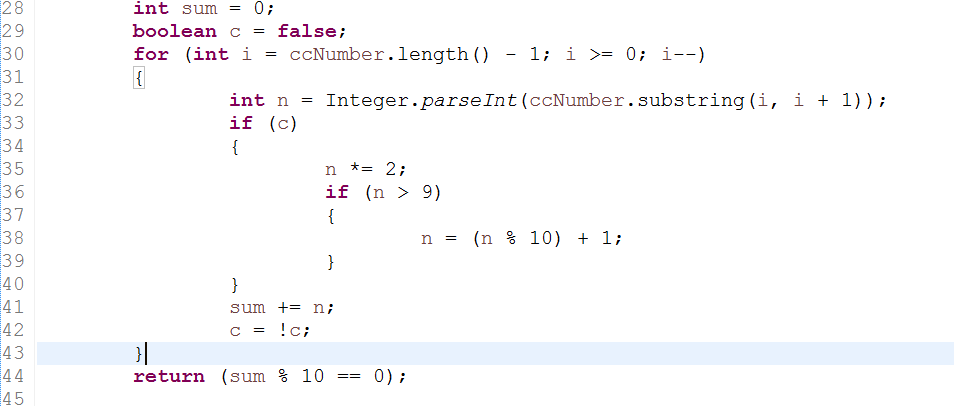 28 int sum = 0;
29 boolean c = false;
30 for (int i = ccNumber.length() - 1; i >= 0; i--)
31 {
32 int n = Integer.parseInt(ccNumber.substring(i, i + 1));
33 if (c)
34 {
35 n *= 2;
36 if (n > 9)
37 {
38 n = (n % 10) + 1;
39 }
40 }
41 sum += n;
42 c = !c;
43 }
44 return (sum % 10 == 0);
45